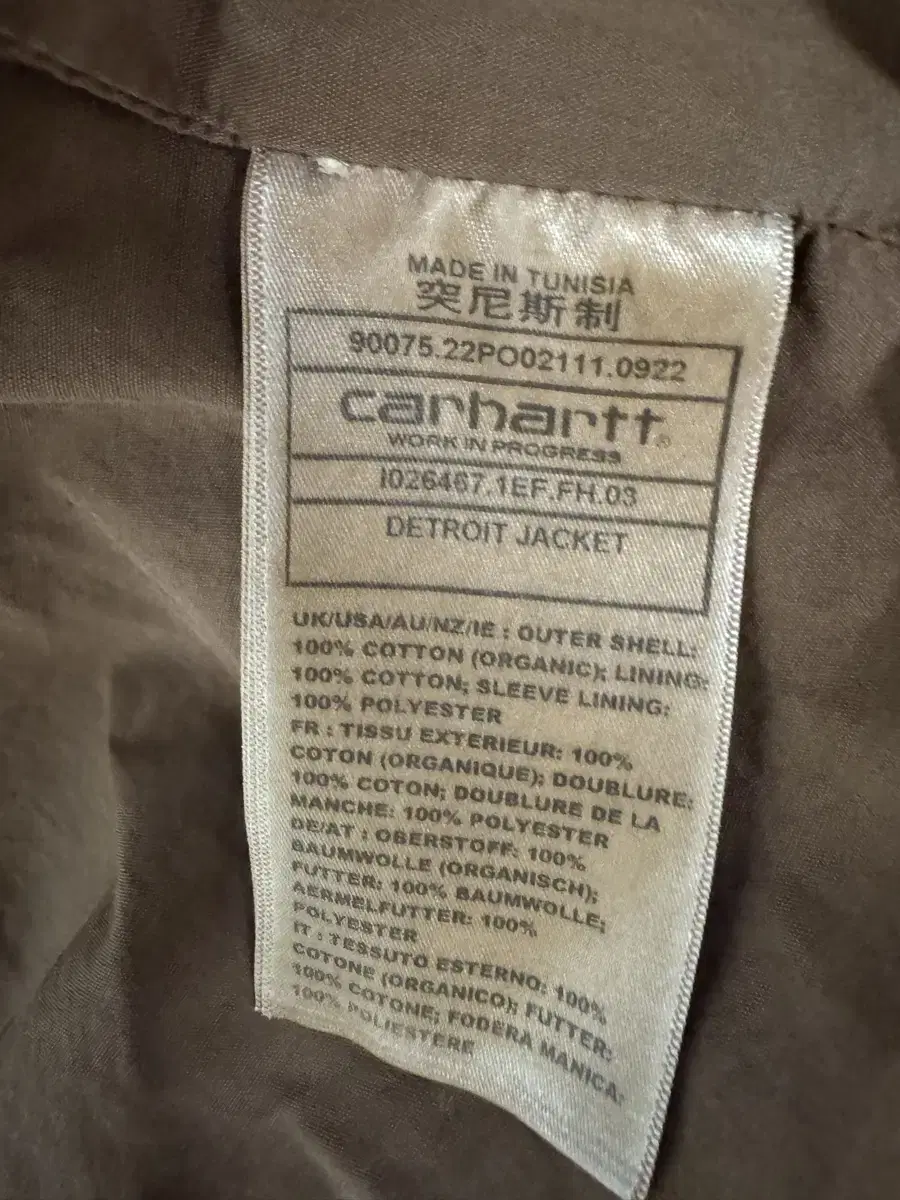 MADE IN TUNISIA
突尼斯制
90075.22PO02111.0922
carhartt®
WORK IN PROGRESS
I026467.1EF.FH.03
DETROIT JACKET
UK/USA/AU/NZ/IE : OUTER SHELL:
100% COTTON (ORGANIC); LINING:
100% COTTON; SLEEVE LINING:
100% POLYESTER
FR : TISSU EXTERIEUR: 100%
COTON (ORGANIQUE); DOUBLURE:
100% COTON; DOUBLURE DE LA
MANCHE: 100% POLYESTER
DE/AT : OBERSTOFF: 100%
BAUMWOLLE (ORGANISCH);
FUTTER: 100% BAUMWOLLE;
AERMELFUTTER: 100%
POLYESTER
IT : TESSUTO ESTERNO: 100%
COTONE (ORGANICO); FUTTER:
100% COTONE; FODERA MANICA:
100% POLIESTERE